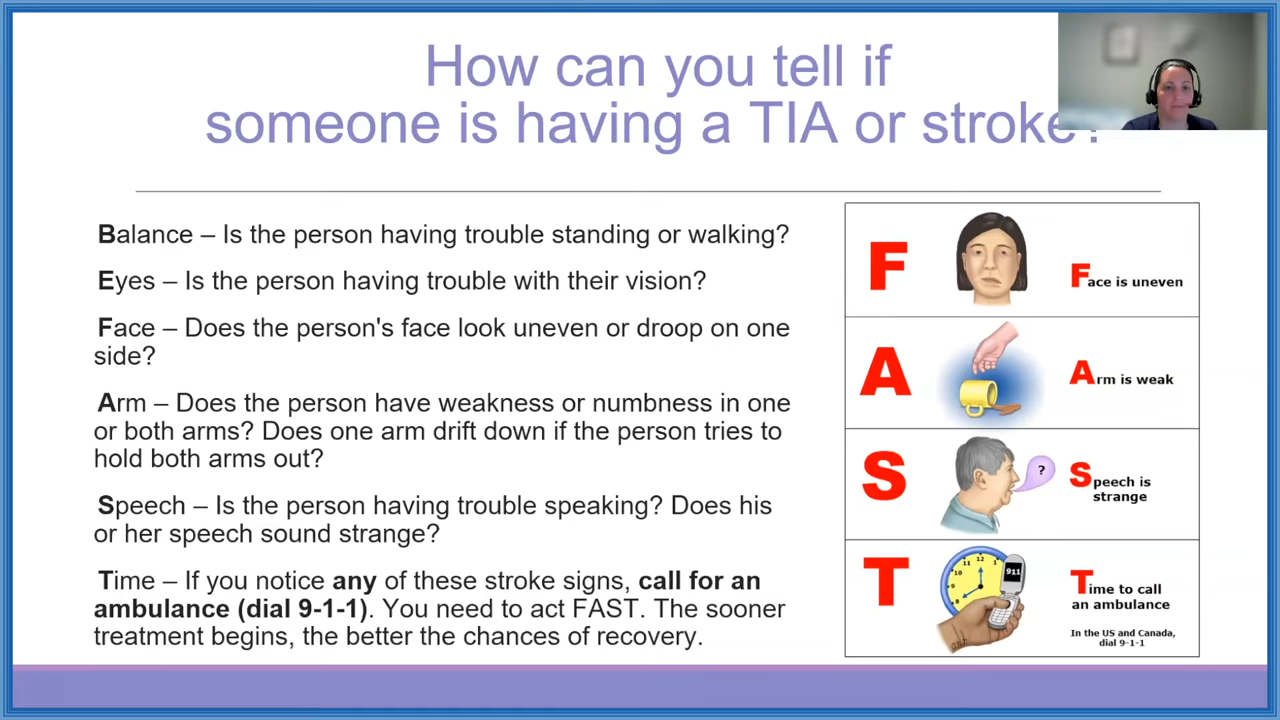 How can you tell if
someone is having a TIA or stroke?
Balance – Is the person having trouble standing or walking?
Eyes – Is the person having trouble with their vision?
Face – Does the person's face look uneven or droop on one
side?
Arm – Does the person have weakness or numbness in one
or both arms? Does one arm drift down if the person tries to
hold both arms out?
Speech – Is the person having trouble speaking? Does his
or her speech sound strange?
Time – If you notice any of these stroke signs, call for an
ambulance (dial 9-1-1). You need to act FAST. The sooner
treatment begins, the better the chances of recovery.
F
Face is uneven
A
Arm is weak
S
?
Speech is
strange
T
12
11
1
10
9
8
911
Time to call
an ambulance
In the US and Canada,
dial 9-1-1